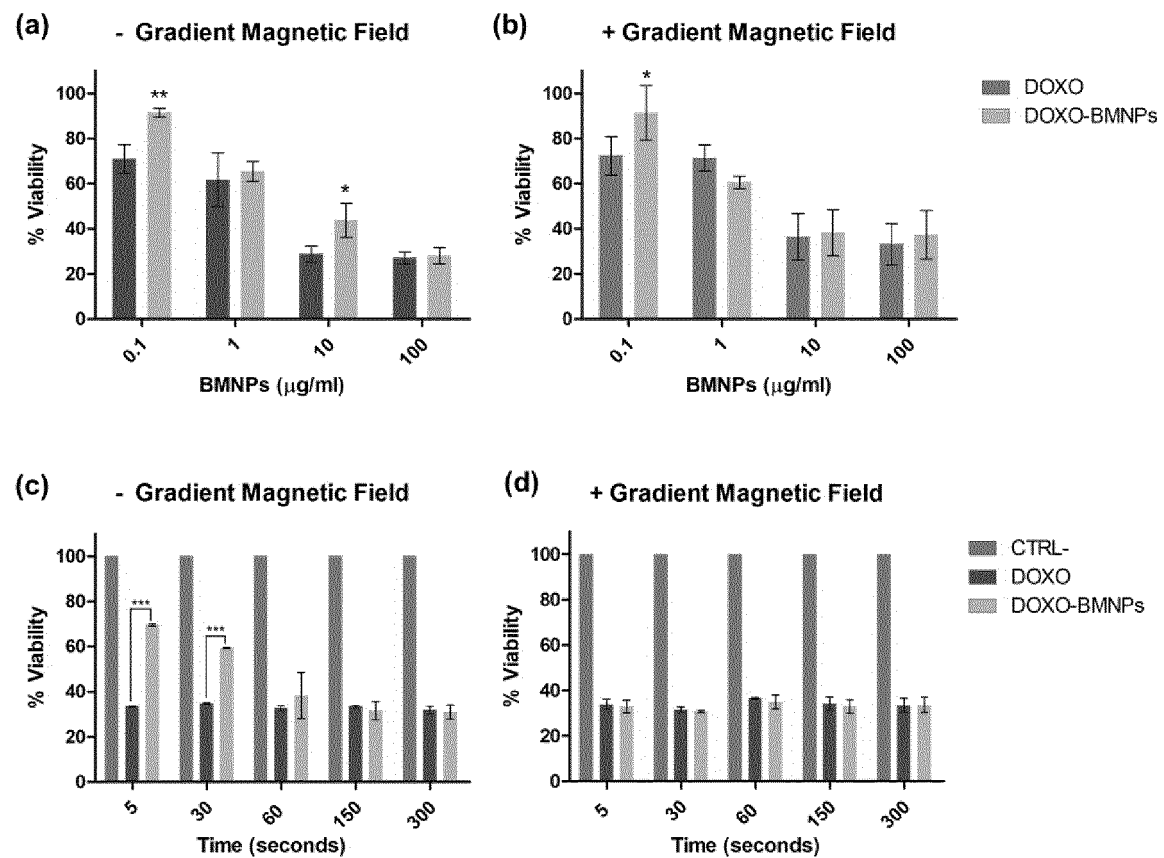 (a) - Gradient Magnetic Field
% Viability
100
80
60
40
20
0
**
*
0.1 1 10 100
BMNPs (μg/ml)
(b) + Gradient Magnetic Field
% Viability
100
80
60
40
20
0
*
0.1 1 10 100
BMNPs (μg/ml)
DOXO
DOXO-BMNPs
(c) - Gradient Magnetic Field
% Viability
100
80
60
40
20
0
***
***
5 30 60 150 300
Time (seconds)
(d) + Gradient Magnetic Field
% Viability
100
80
60
40
20
0
5 30 60 150 300
Time (seconds)
CTRL-
DOXO
DOXO-BMNPs